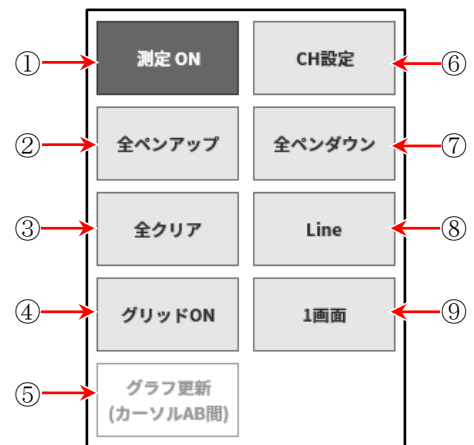 ① 測定 ON CH設定 ⑥
② 全ペンアップ 全ペンダウン ⑦
③ 全クリア Line ⑧
④ グリッドON 1画面 ⑨
⑤ グラフ更新
(カーソルAB間)